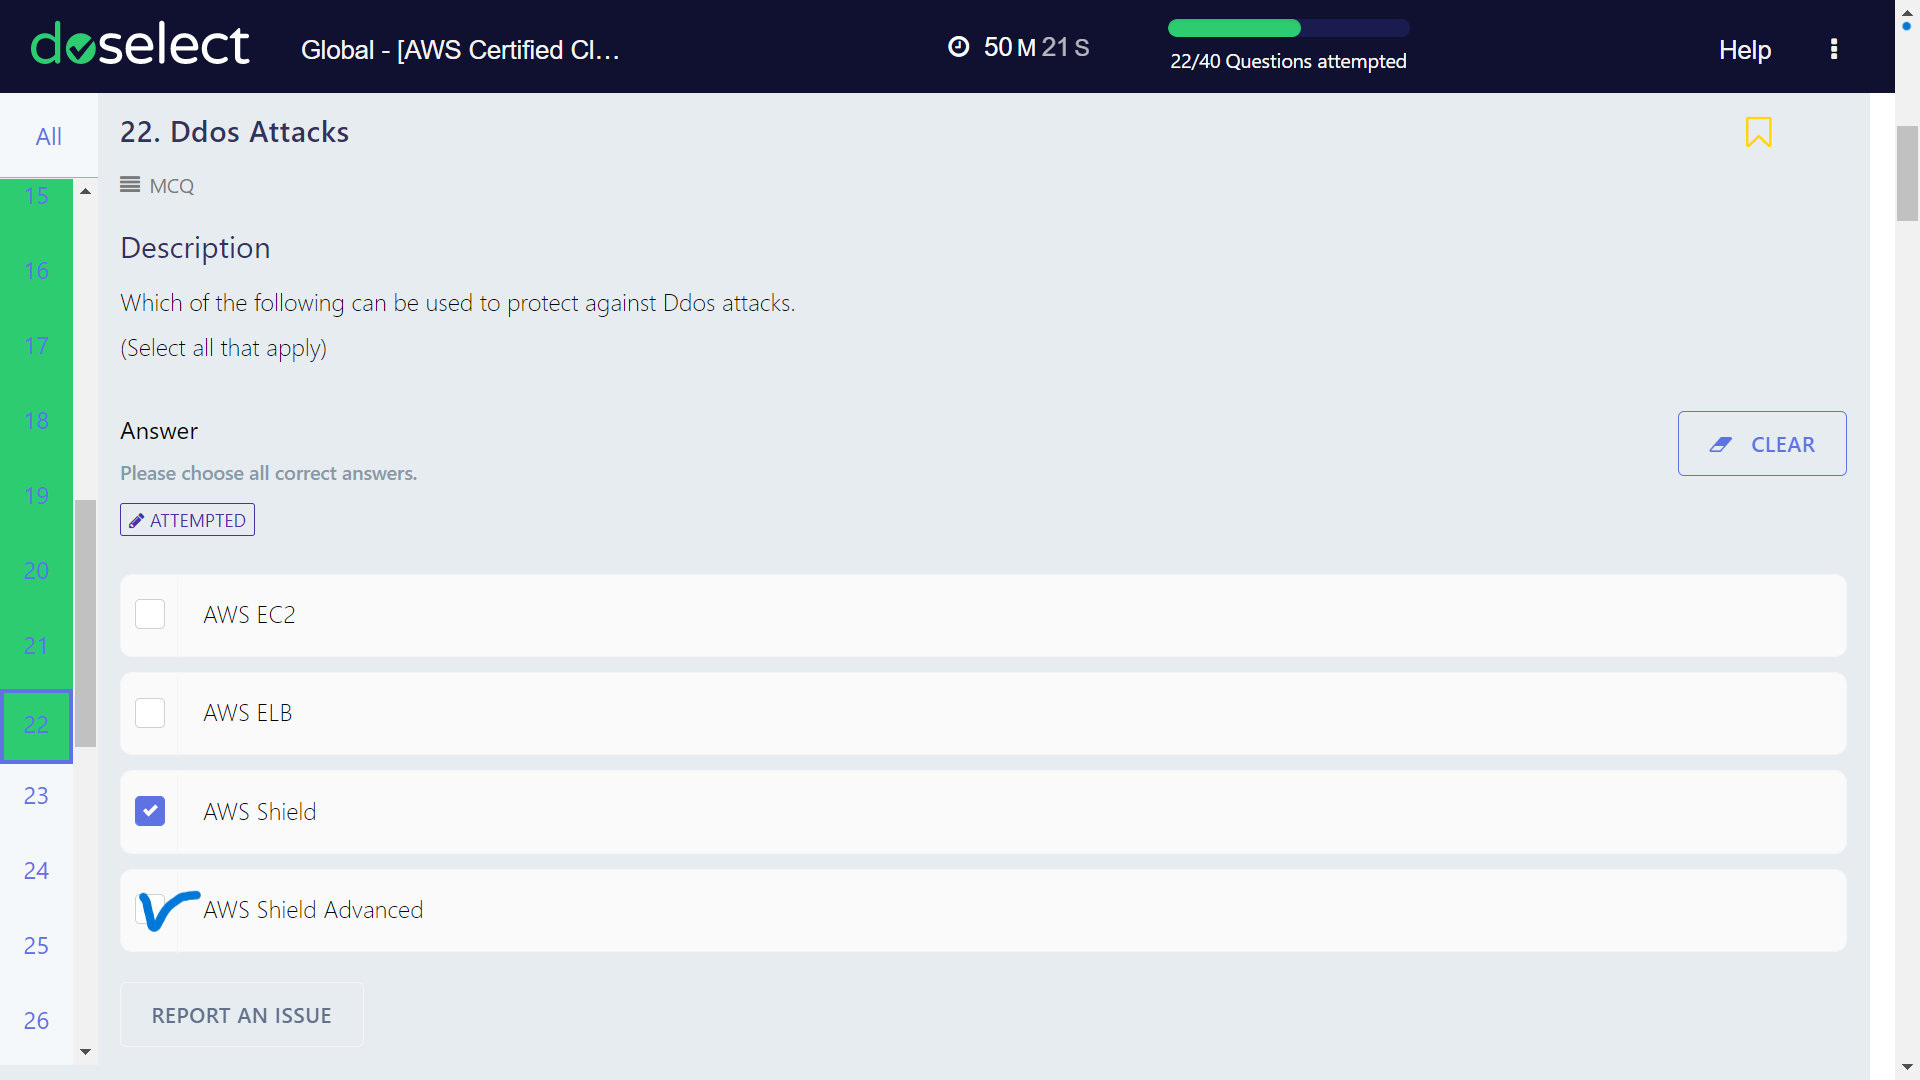 doselect
Global - [AWS Certified Cl...
50 M 21 S
22/40 Questions attempted
Help
All
15
16
17
18
19
20
21
22
23
24
25
26
22. Ddos Attacks
MCQ
Description
Which of the following can be used to protect against Ddos attacks.
(Select all that apply)
Answer
Please choose all correct answers.
CLEAR
ATTEMPTED
AWS EC2
AWS ELB
AWS Shield
AWS Shield Advanced
REPORT AN ISSUE